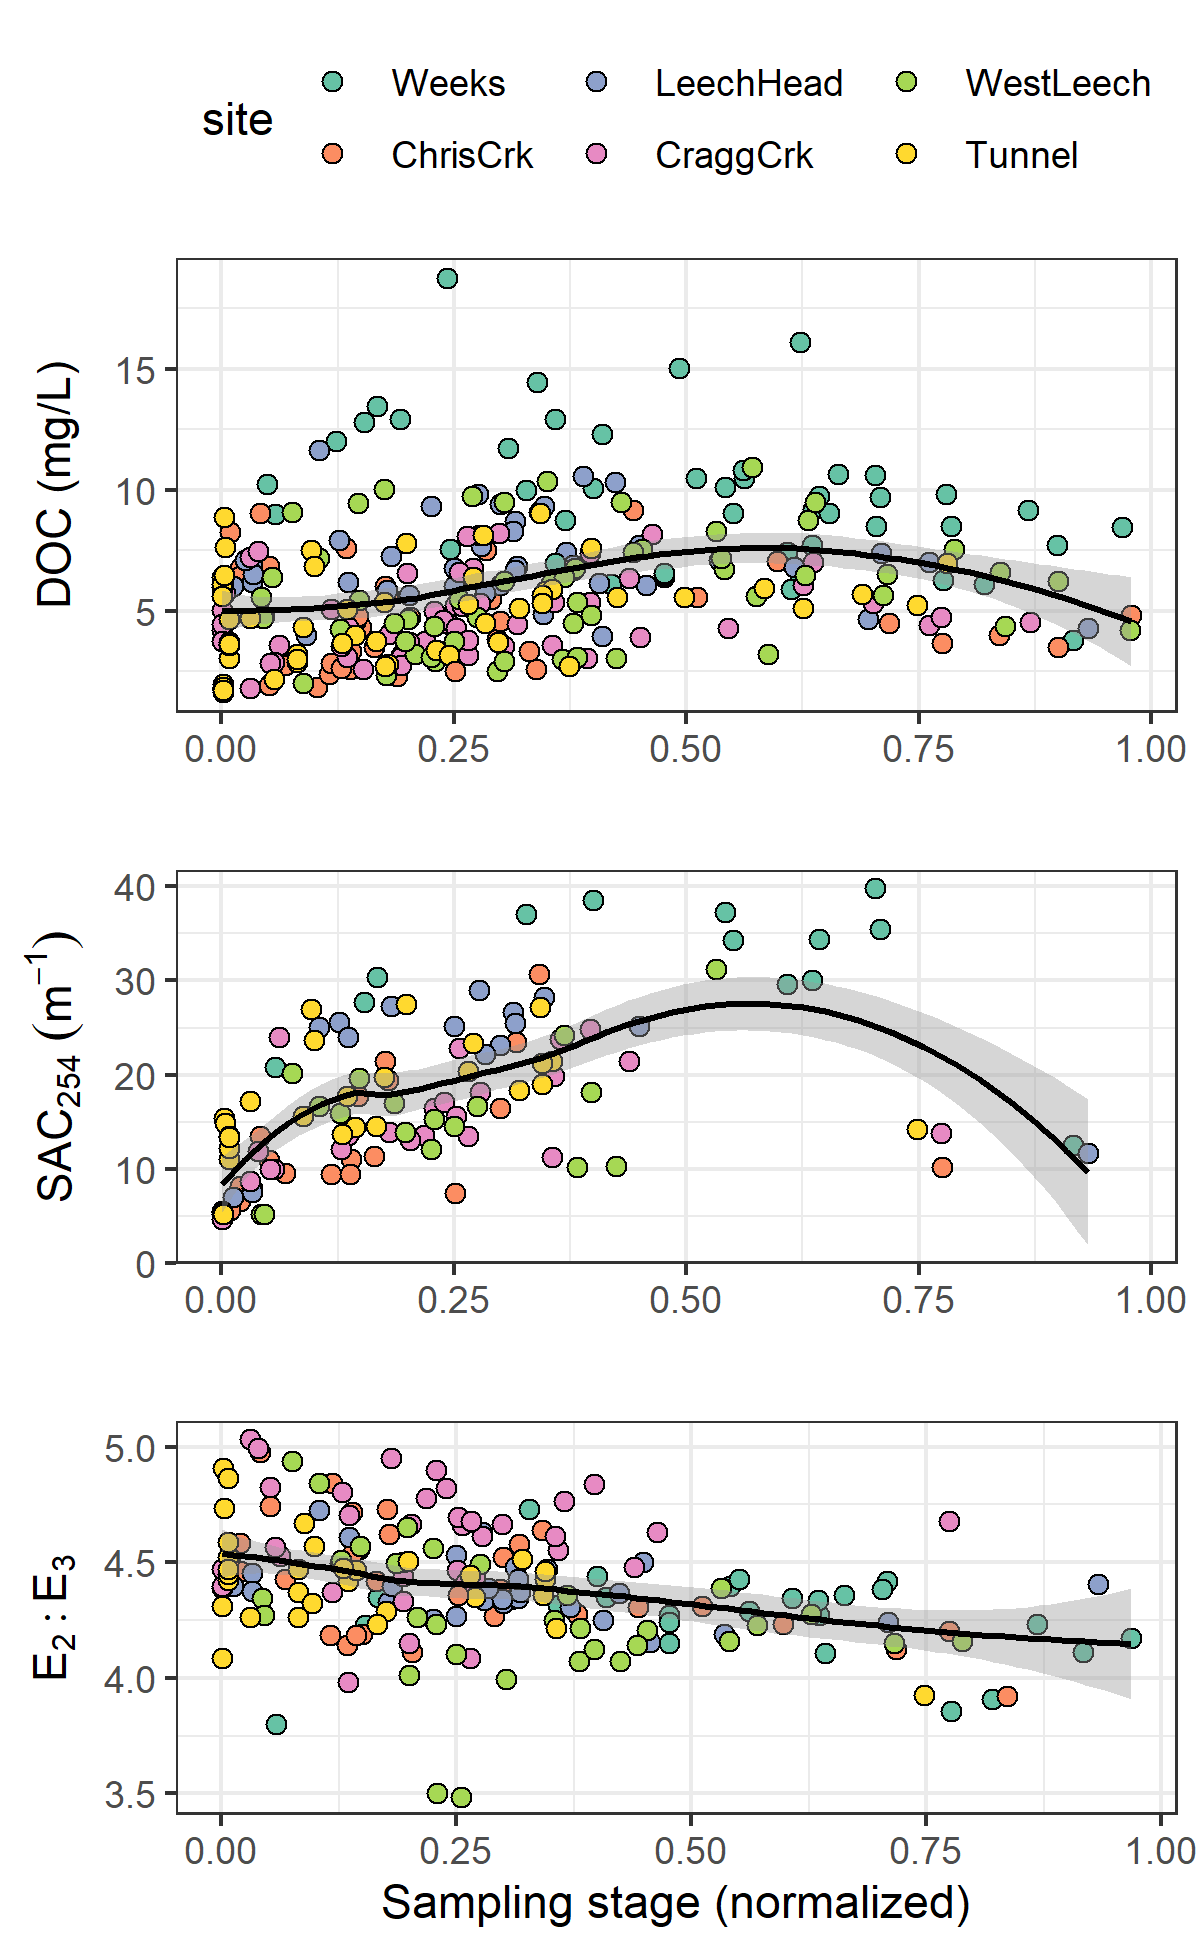 site
Weeks
LeechHead
WestLeech
ChrisCrk
CraggCrk
Tunnel
DOC (mg/L)
15
10
5
0.00 0.25 0.50 0.75 1.00
SAC₂₅₄ (m⁻¹)
40
30
20
10
0
0.00 0.25 0.50 0.75 1.00
E₂ : E₃
5.0
4.5
4.0
3.5
0.00 0.25 0.50 0.75 1.00
Sampling stage (normalized)